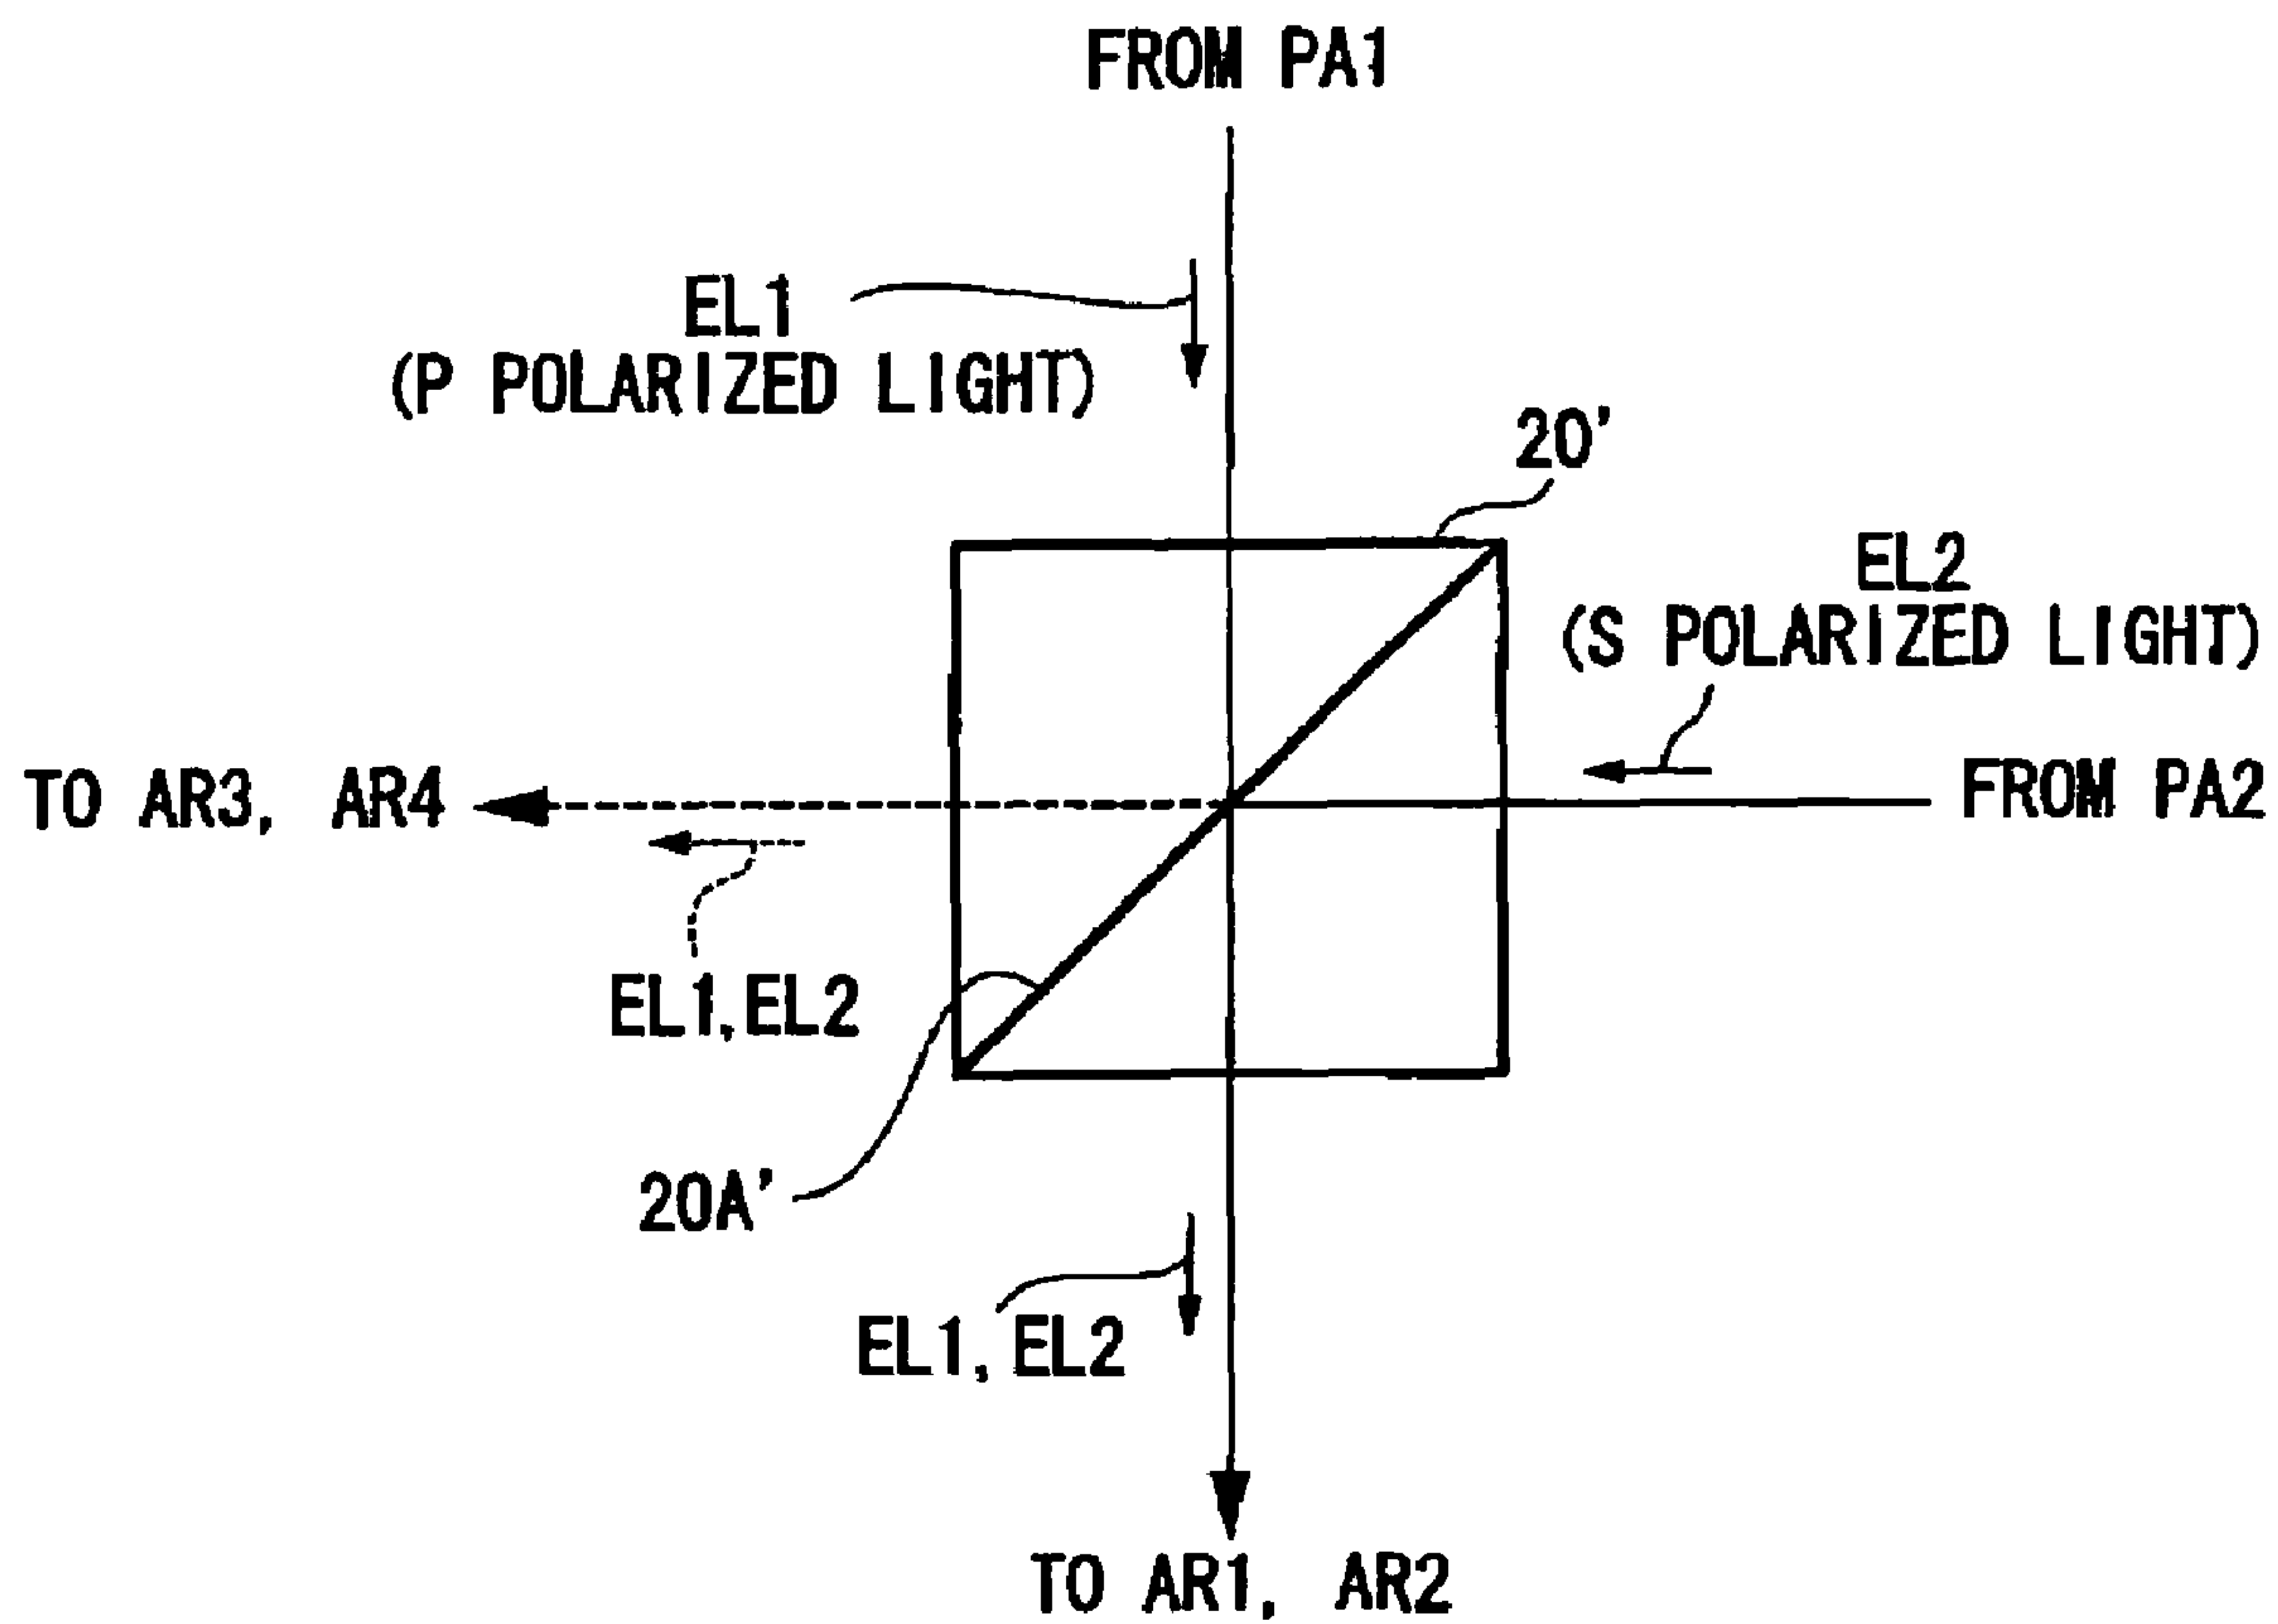 FROM PA1
EL1
(P POLARIZED LIGHT)
20'
EL2
(S POLARIZED LIGHT)
TO AR3, AR4
FROM PA2
EL1,EL2
20A'
EL1, EL2
TO AR1, AR2